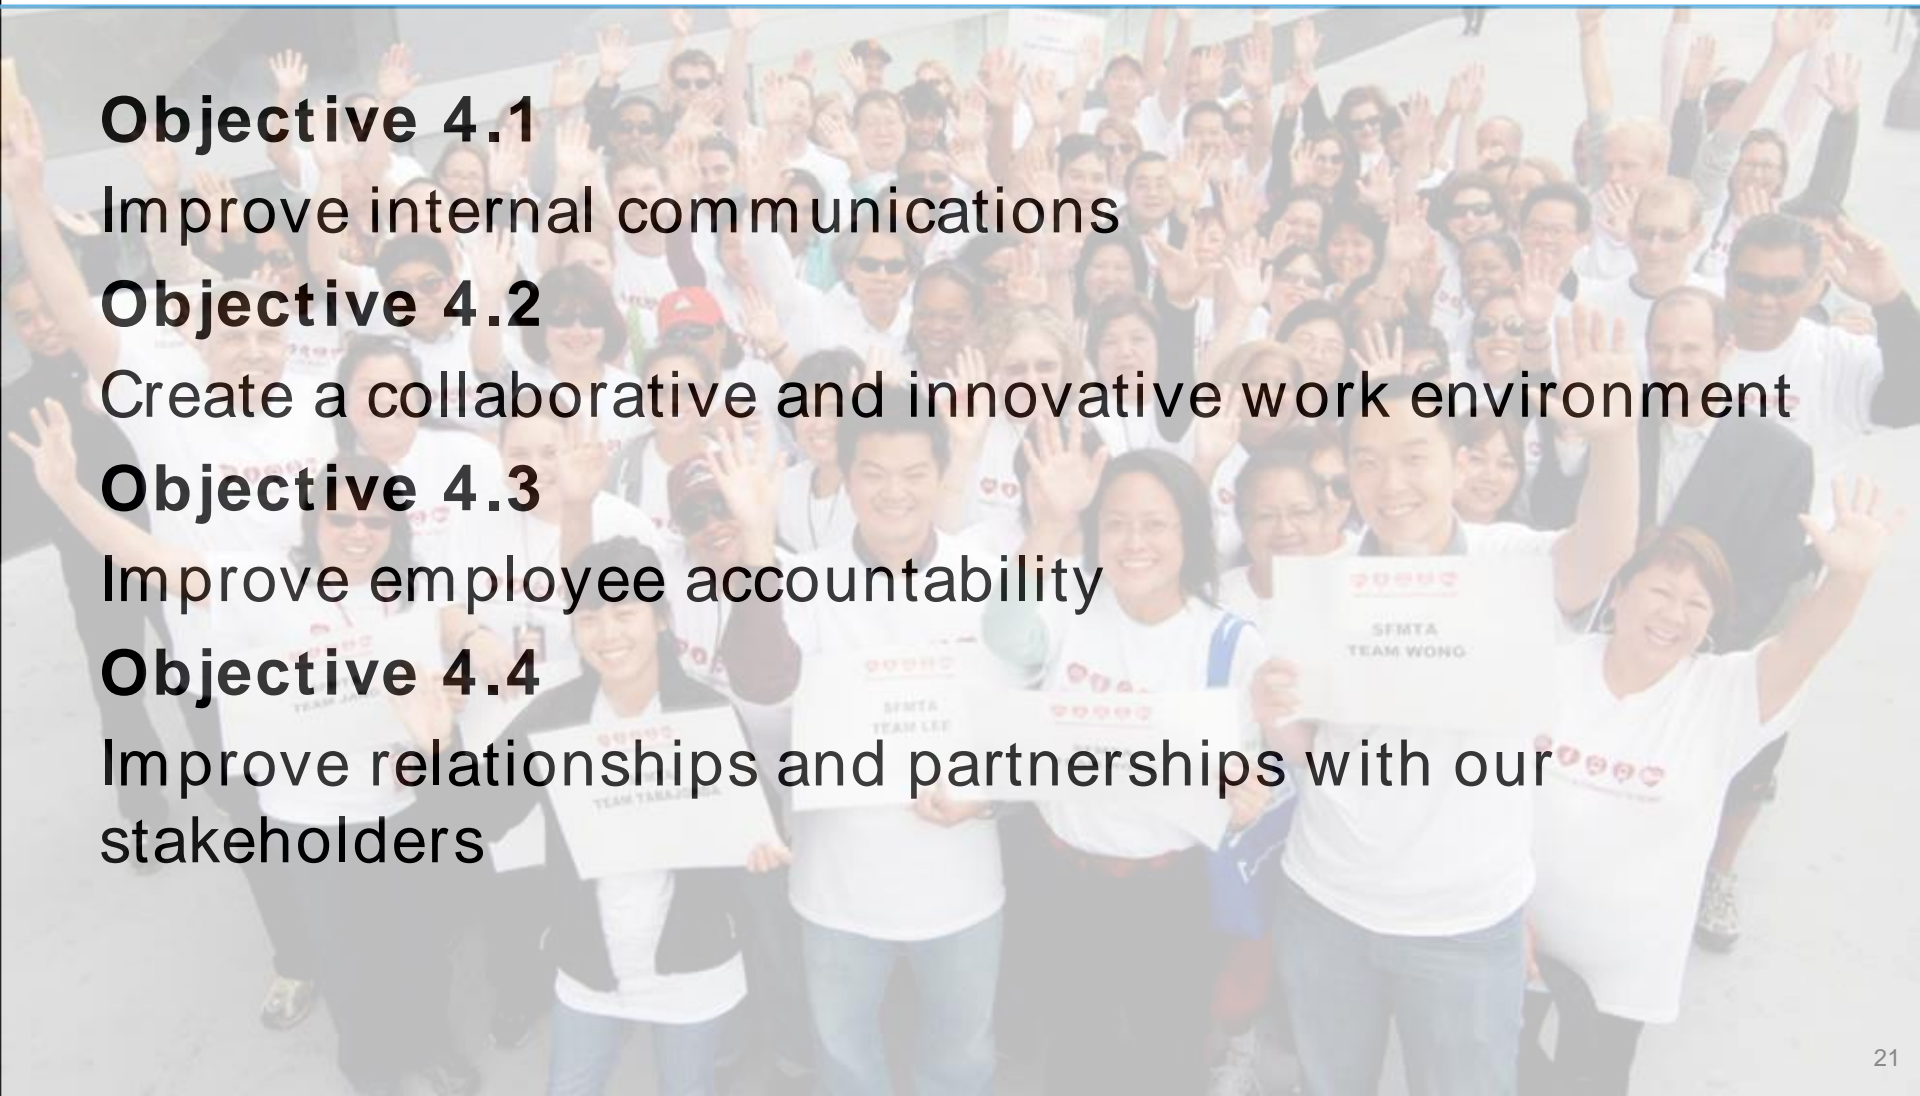 Objective 4.1
Improve internal communications
Objective 4.2
Create a collaborative and innovative work environment
Objective 4.3
Improve employee accountability
Objective 4.4
Improve relationships and partnerships with our
stakeholders
SFMTA
TEAM WONG
SFMTA
TEAM LEE
21